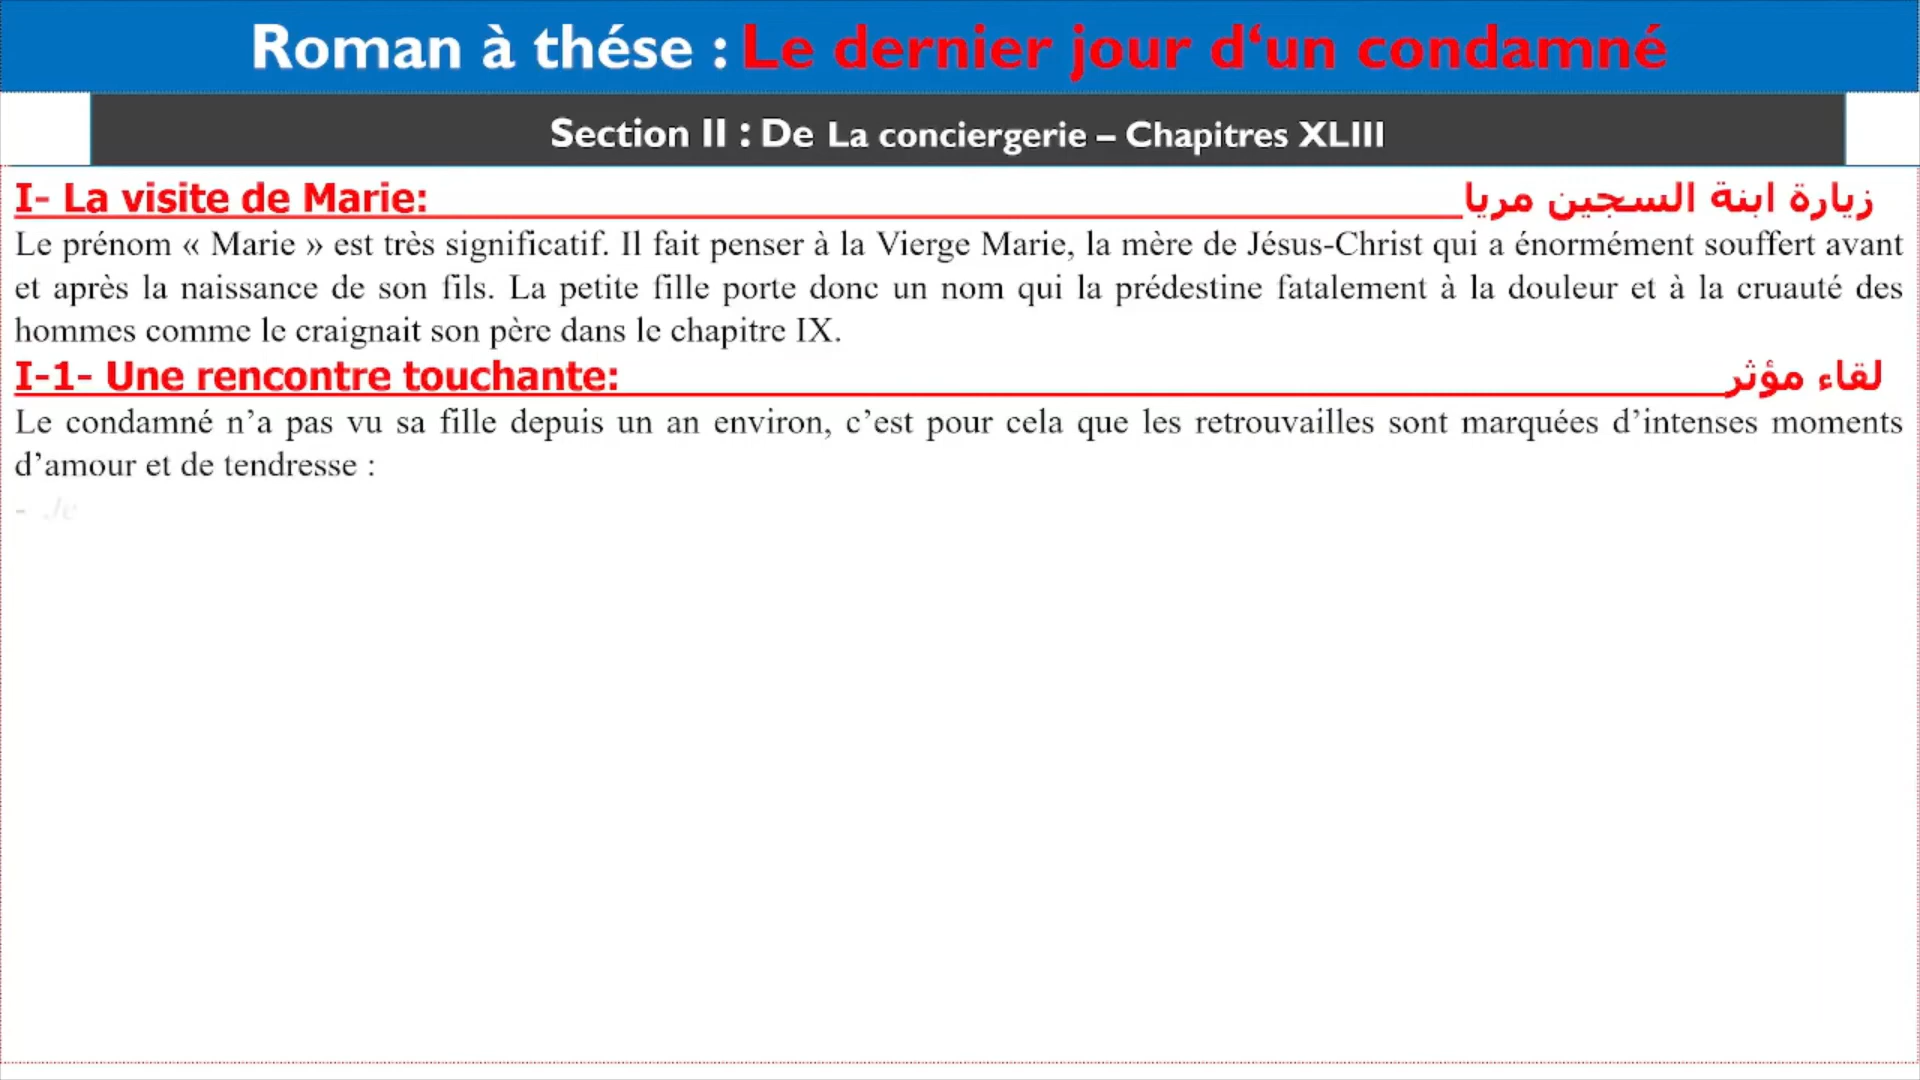 Roman à thése : Le dernier jour d‘un condamné
Section II : De La conciergerie – Chapitres XLIII
I- La visite de Marie: زيارة ابنة السجين مريا
Le prénom « Marie » est très significatif. Il fait penser à la Vierge Marie, la mère de Jésus-Christ qui a énormément souffert avant
et après la naissance de son fils. La petite fille porte donc un nom qui la prédestine fatalement à la douleur et à la cruauté des
hommes comme le craignait son père dans le chapitre IX.
I-1- Une rencontre touchante: لقاء مؤثر
Le condamné n’a pas vu sa fille depuis un an environ, c’est pour cela que les retrouvailles sont marquées d’intenses moments
d’amour et de tendresse :
- Je